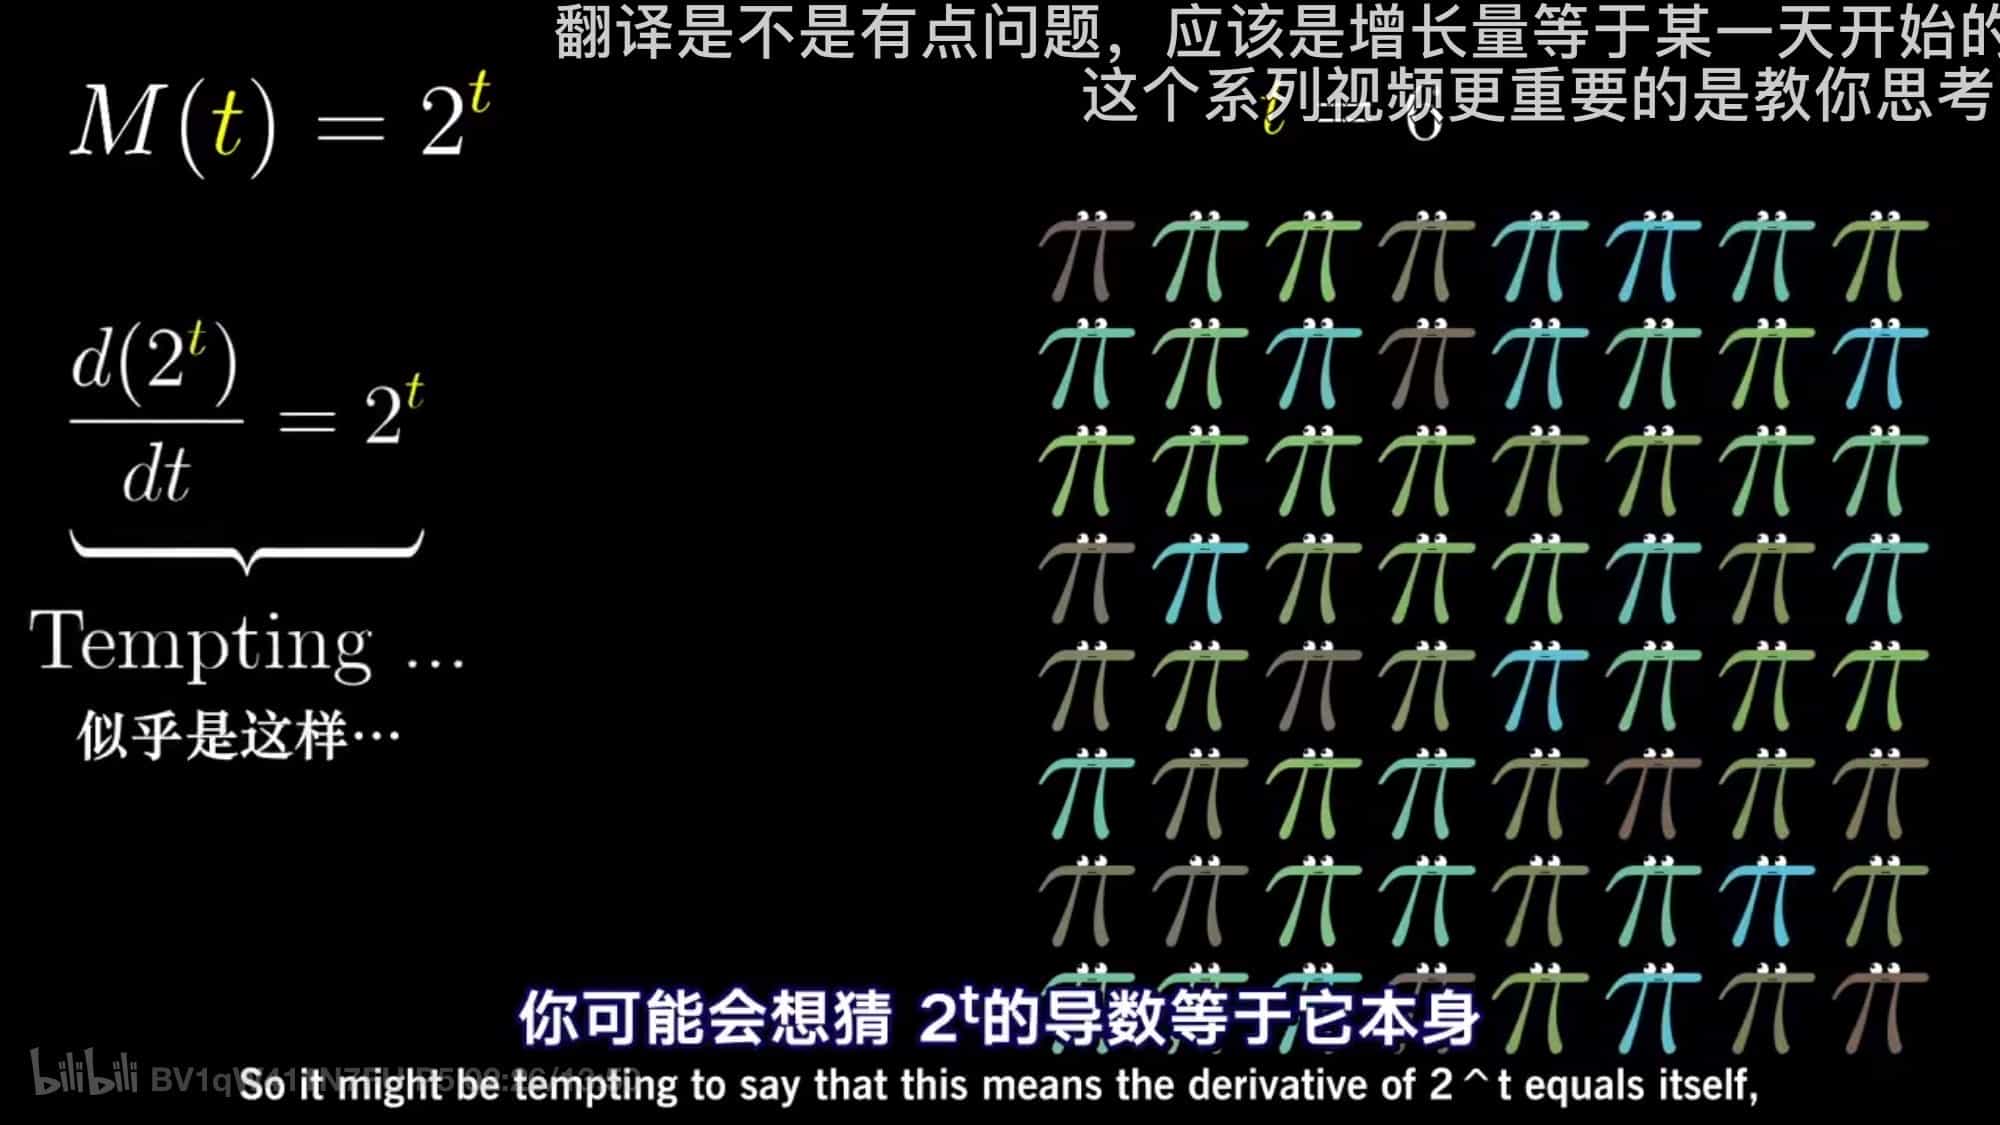 翻译是不是有点问题，应该是增长量等于某一天开始的
这个系列视频更重要的是教你思考
M(t) = 2^t
t = 6
d(2^t)/dt = 2^t
Tempting ...
似乎是这样…
你可能会想猜 2^t的导数等于它本身
bilibili
So it might be tempting to say that this means the derivative of 2^t equals itself,